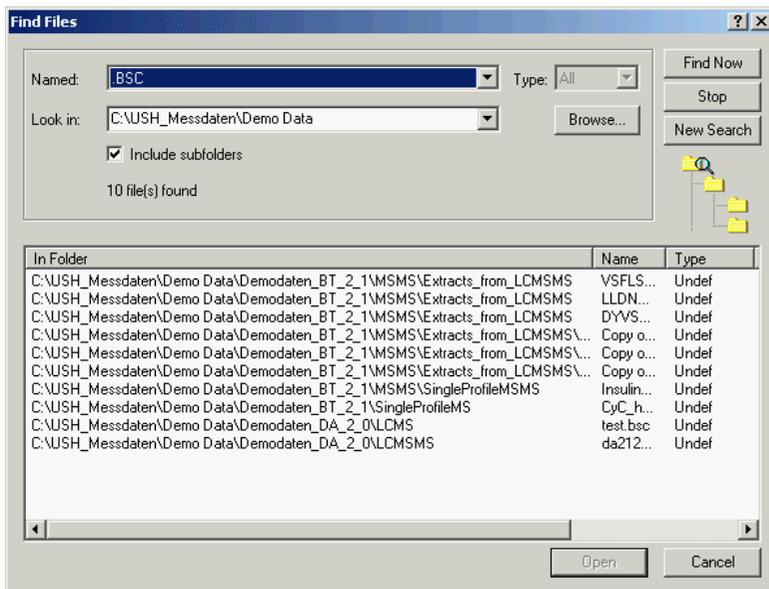 Find Files
Named: .BSC Type: All Find Now
Stop
Look in: C:\USH_Messdaten\Demo Data Browse... New Search
Include subfolders
10 file(s) found
In Folder Name Type
C:\USH_Messdaten\Demo Data\Demodaten_BT_2_1\MSMS\Extracts_from_LCMSMS VSFLS... Undef
C:\USH_Messdaten\Demo Data\Demodaten_BT_2_1\MSMS\Extracts_from_LCMSMS LLDN... Undef
C:\USH_Messdaten\Demo Data\Demodaten_BT_2_1\MSMS\Extracts_from_LCMSMS DYVS... Undef
C:\USH_Messdaten\Demo Data\Demodaten_BT_2_1\MSMS\Extracts_from_LCMSMS\... Copy o... Undef
C:\USH_Messdaten\Demo Data\Demodaten_BT_2_1\MSMS\Extracts_from_LCMSMS\... Copy o... Undef
C:\USH_Messdaten\Demo Data\Demodaten_BT_2_1\MSMS\Extracts_from_LCMSMS\... Copy o... Undef
C:\USH_Messdaten\Demo Data\Demodaten_BT_2_1\MSMS\SingleProfileMSMS Insulin... Undef
C:\USH_Messdaten\Demo Data\Demodaten_BT_2_1\SingleProfileMS CyC_h... Undef
C:\USH_Messdaten\Demo Data\Demodaten_DA_2_0\LCMS test.bsc Undef
C:\USH_Messdaten\Demo Data\Demodaten_DA_2_0\LCMSMS da212... Undef
Open Cancel